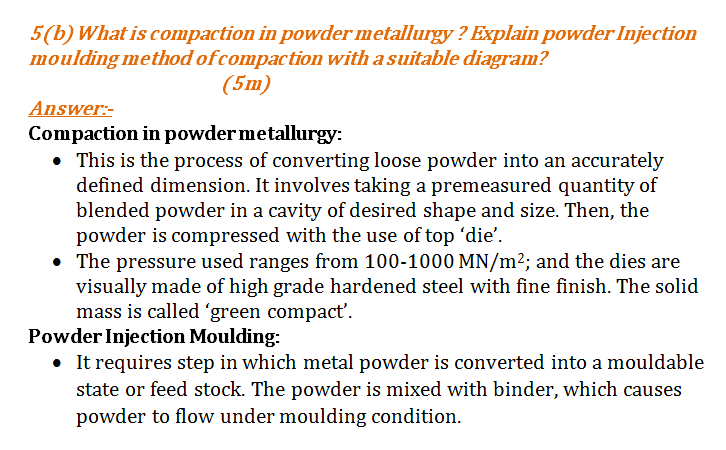 5(b) What is compaction in powder metallurgy ? Explain powder Injection
moulding method of compaction with a suitable diagram?
(5m)
Answer:-
Compaction in powder metallurgy:
• This is the process of converting loose powder into an accurately
defined dimension. It involves taking a premeasured quantity of
blended powder in a cavity of desired shape and size. Then, the
powder is compressed with the use of top ‘die’.
• The pressure used ranges from 100-1000 MN/m²; and the dies are
visually made of high grade hardened steel with fine finish. The solid
mass is called ‘green compact’.
Powder Injection Moulding:
• It requires step in which metal powder is converted into a mouldable
state or feed stock. The powder is mixed with binder, which causes
powder to flow under moulding condition.